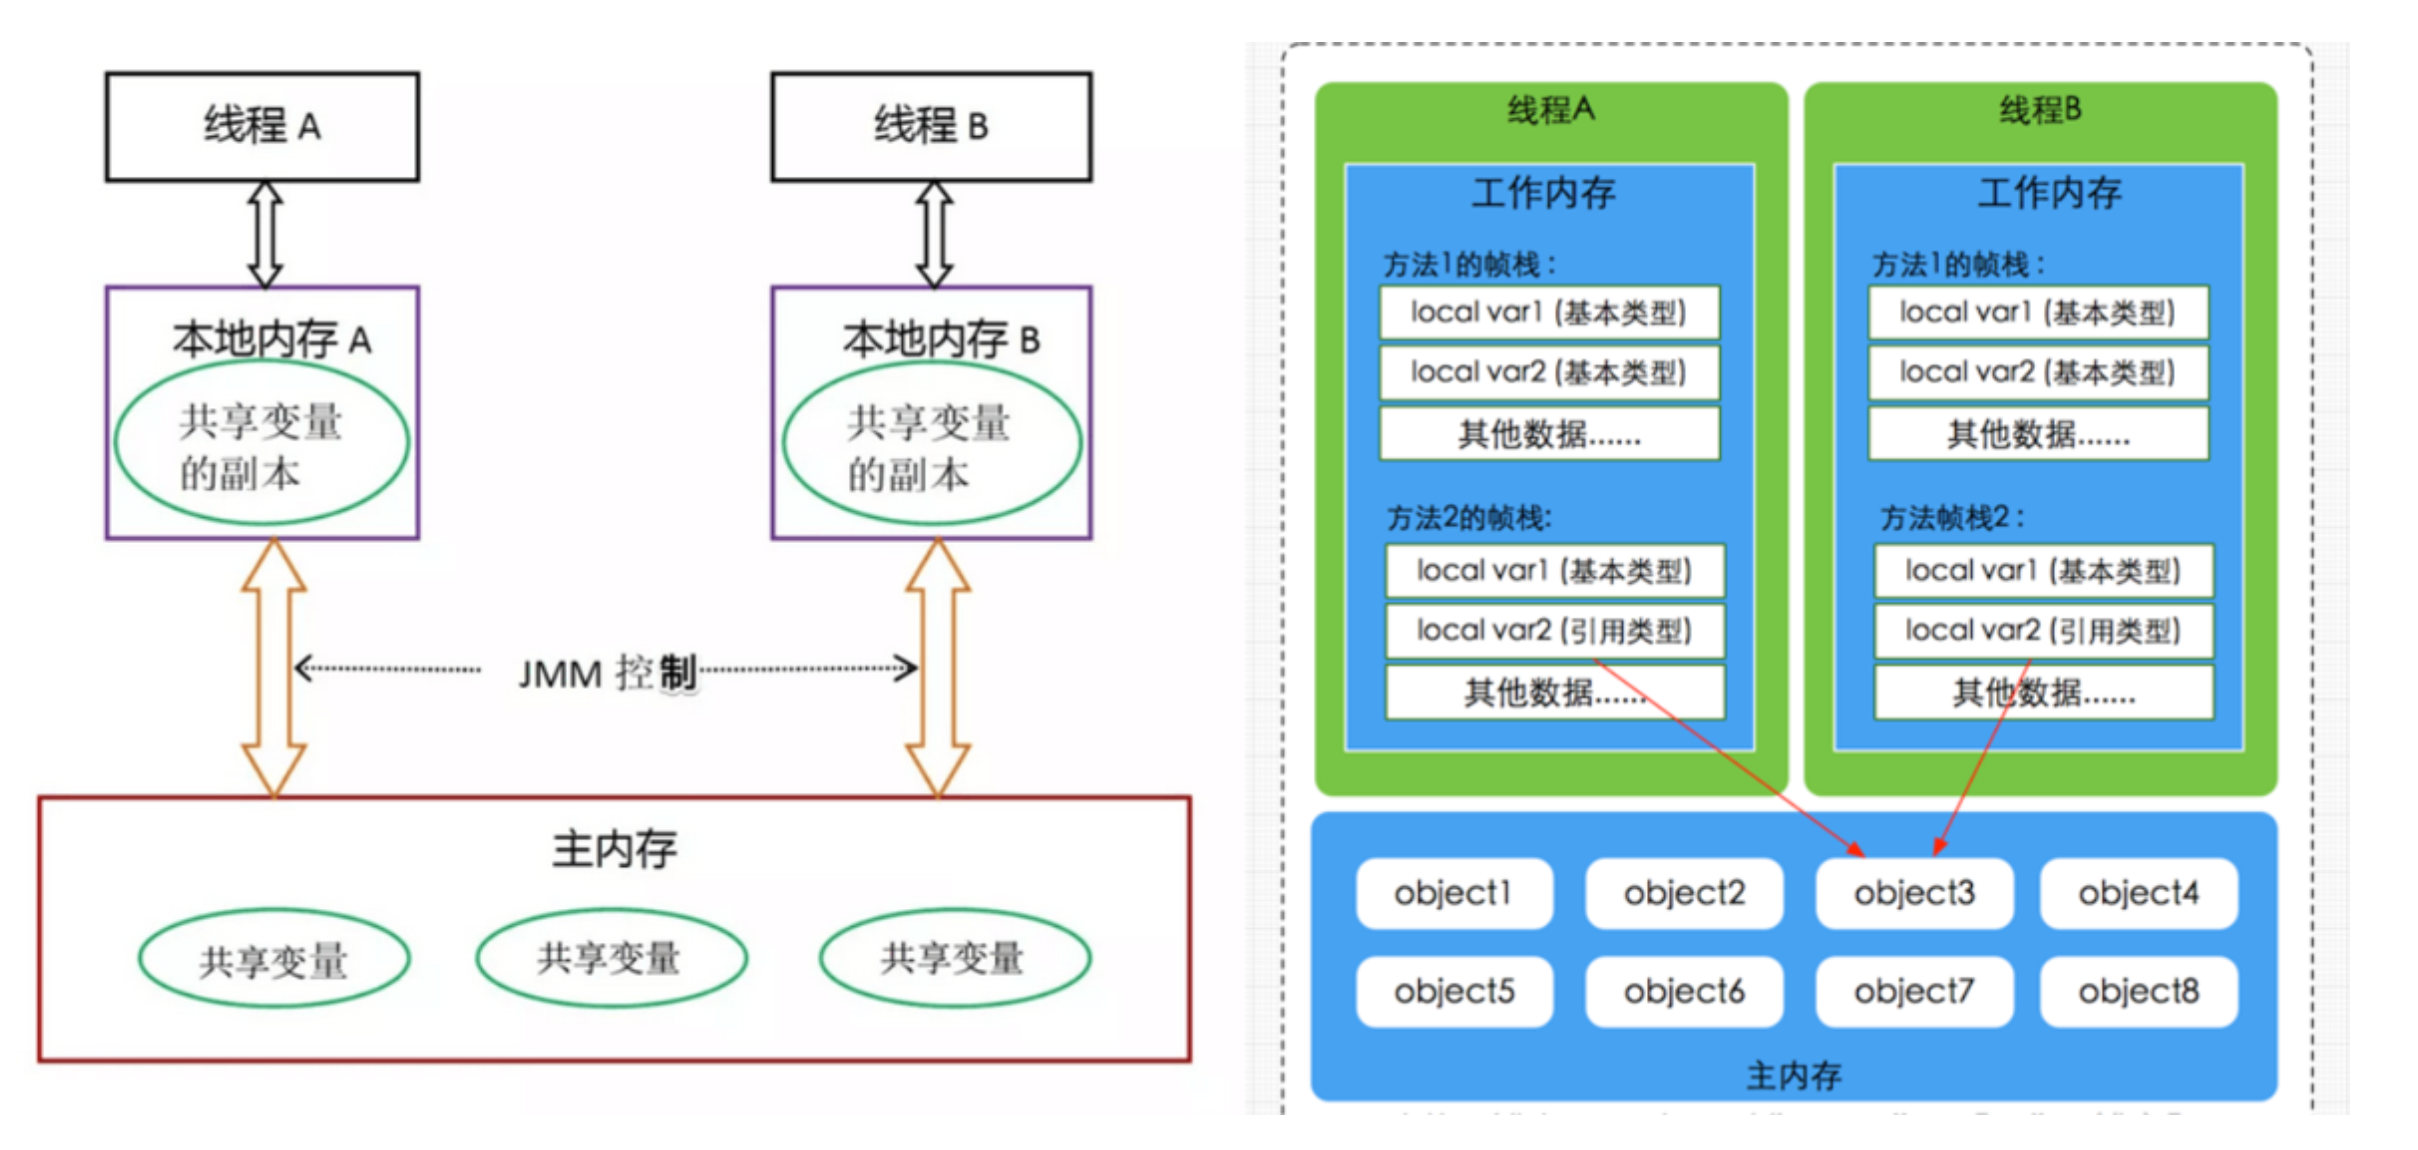 线程 A
线程 B
本地内存 A
共享变量
的副本
本地内存 B
共享变量
的副本
JMM 控制
主内存
共享变量
共享变量
共享变量
线程A
工作内存
方法1的帧栈：
local var1 (基本类型)
local var2 (基本类型)
其他数据......
方法2的帧栈:
local var1 (基本类型)
local var2 (引用类型)
其他数据......
线程B
工作内存
方法1的帧栈：
local var1 (基本类型)
local var2 (基本类型)
其他数据......
方法帧栈2：
local var1 (基本类型)
local var2 (引用类型)
其他数据......
object1
object2
object3
object4
object5
object6
object7
object8
主内存